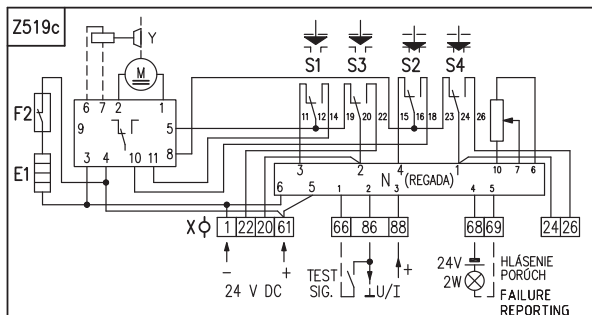 Z519c
Y
M
S1 S3 S2 S4
6 7 2 1
9 5
8
3 4 10 11
F2
E1
11 12 14 19 20 22 15 16 18 23 24 26
3 2 4 1 10 7 6
N (REGADA)
6 5 1 2 3 4 5
X 1 22 20 61 66 86 88 68 69 24 26
− +
24 V DC
TEST
SIG.
U/I
+
24V
2W
HLÁSENIE
PORÚCH
FAILURE
REPORTING